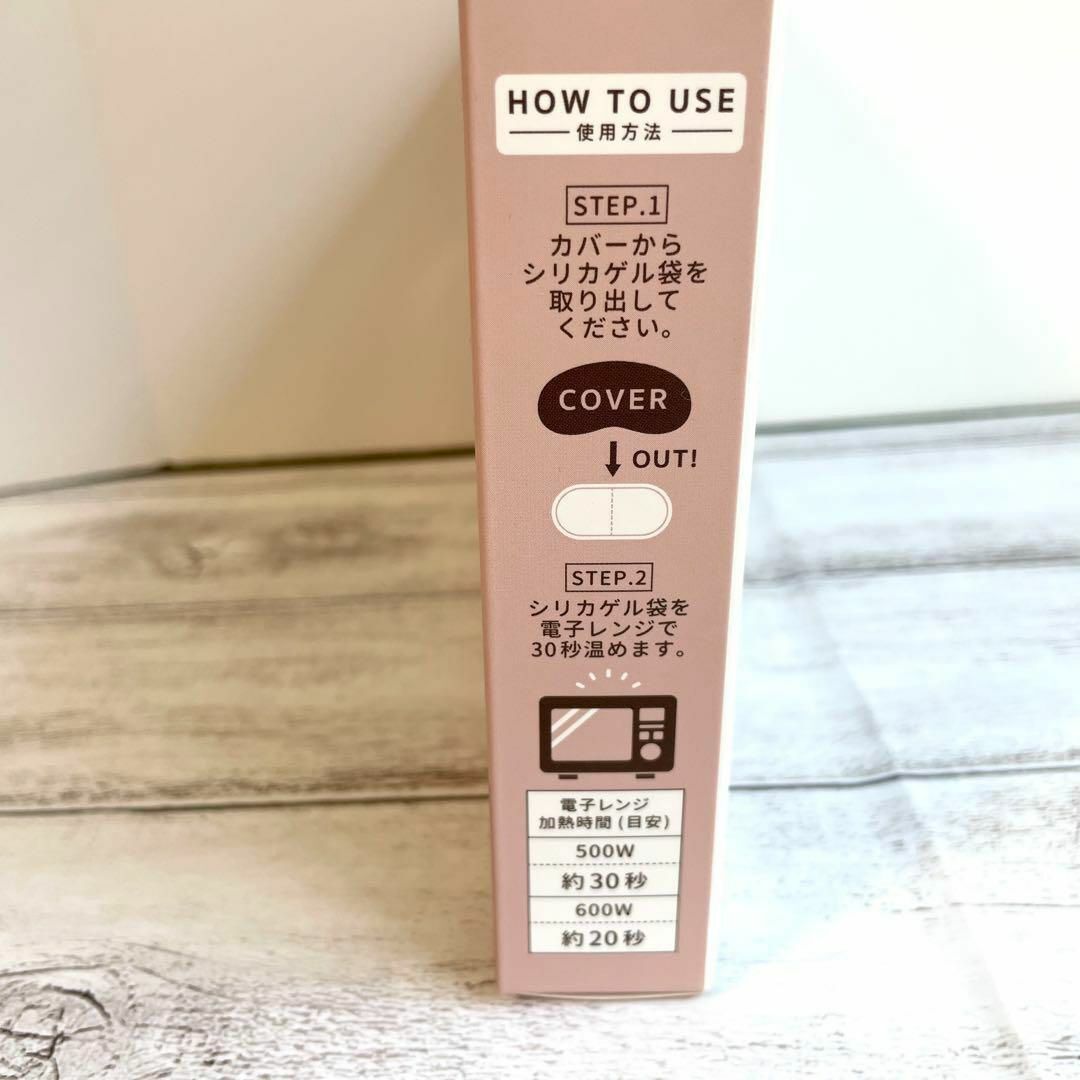 HOW TO USE
使用方法
STEP.1
カバーから
シリカゲル袋を
取り出して
ください。
COVER
OUT!
STEP.2
シリカゲル袋を
電子レンジで
30秒温めます。
電子レンジ
加熱時間(目安)
500W
約30秒
600W
約20秒